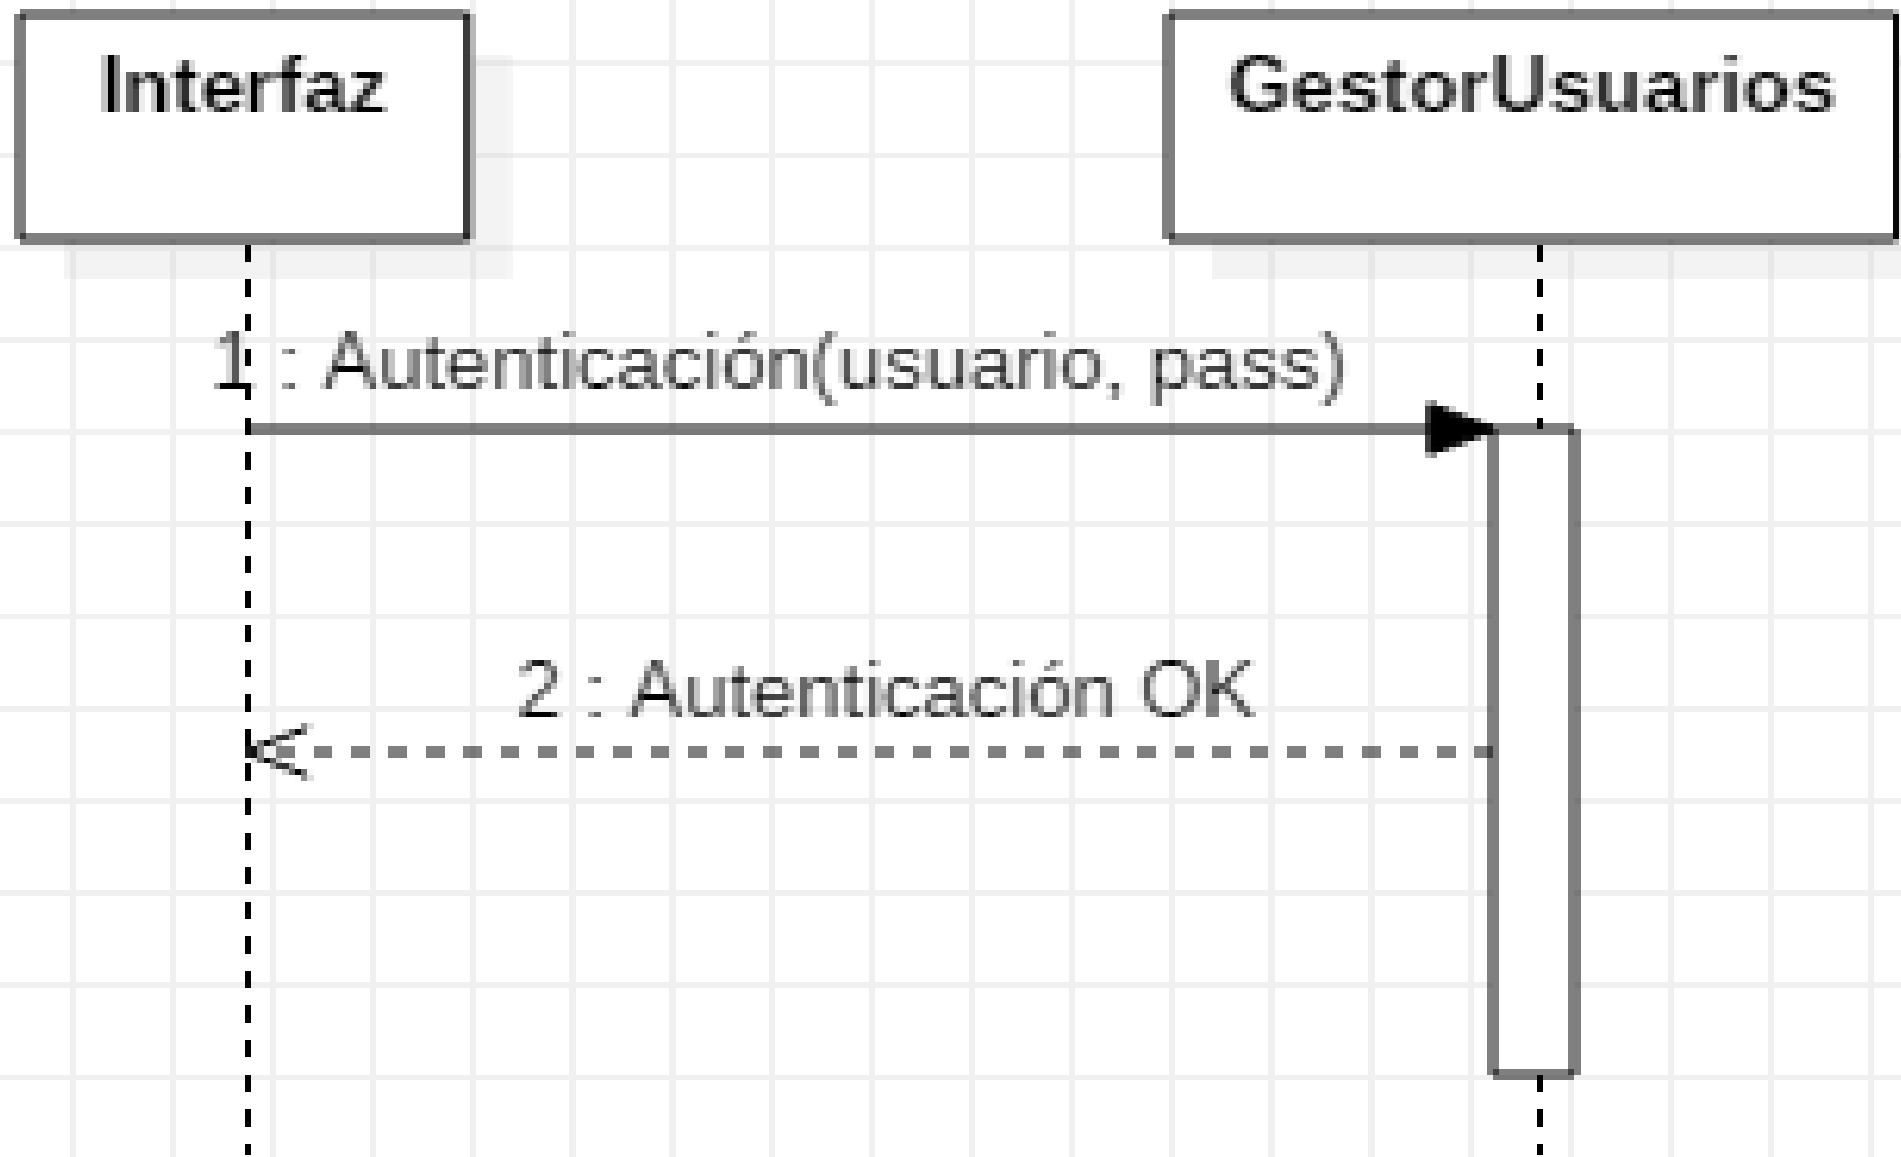 Interfaz
GestorUsuarios
1 : Autenticación(usuario, pass)
2 : Autenticación OK